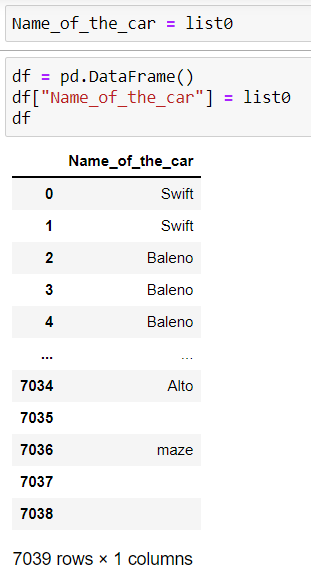 Name_of_the_car = list0
df = pd.DataFrame()
df["Name_of_the_car"] = list0
df
Name_of_the_car
0 Swift
1 Swift
2 Baleno
3 Baleno
4 Baleno
... ...
7034 Alto
7035
7036 maze
7037
7038
7039 rows × 1 columns